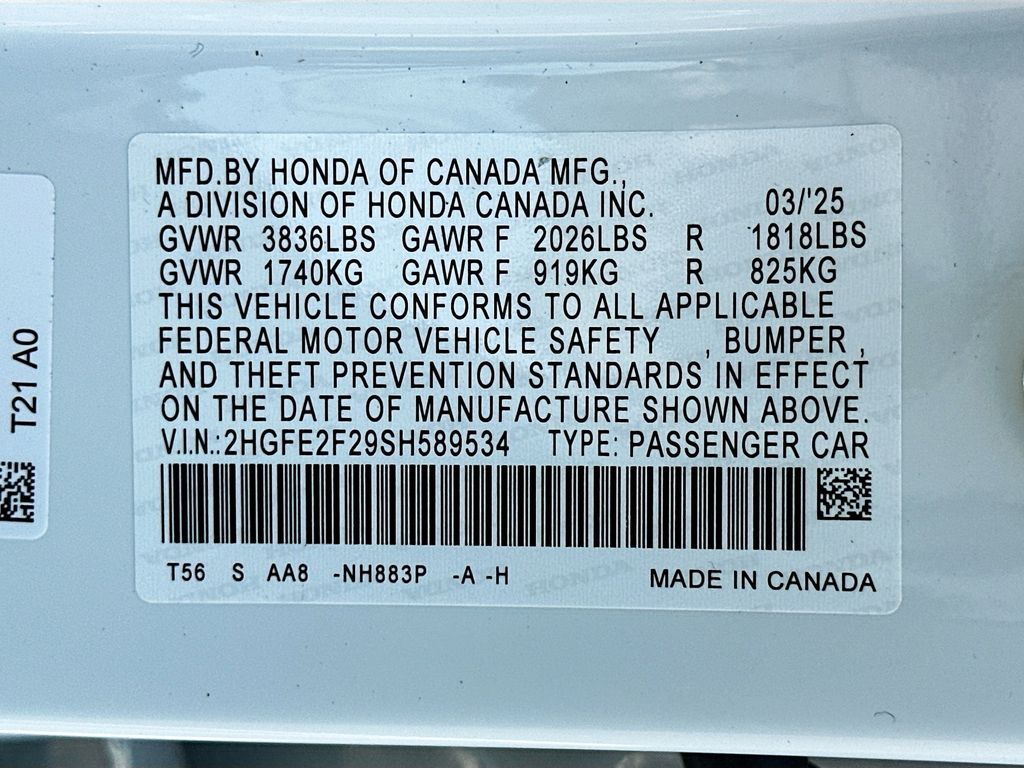 MFD.BY HONDA OF CANADA MFG.,
A DIVISION OF HONDA CANADA INC. 03/'25
GVWR 3836LBS GAWR F 2026LBS R 1818LBS
GVWR 1740KG GAWR F 919KG R 825KG
THIS VEHICLE CONFORMS TO ALL APPLICABLE
FEDERAL MOTOR VEHICLE SAFETY , BUMPER ,
AND THEFT PREVENTION STANDARDS IN EFFECT
ON THE DATE OF MANUFACTURE SHOWN ABOVE.
V.I.N.:2HGFE2F29SH589534 TYPE: PASSENGER CAR
T56 S AA8 -NH883P -A -H MADE IN CANADA
T21 A0